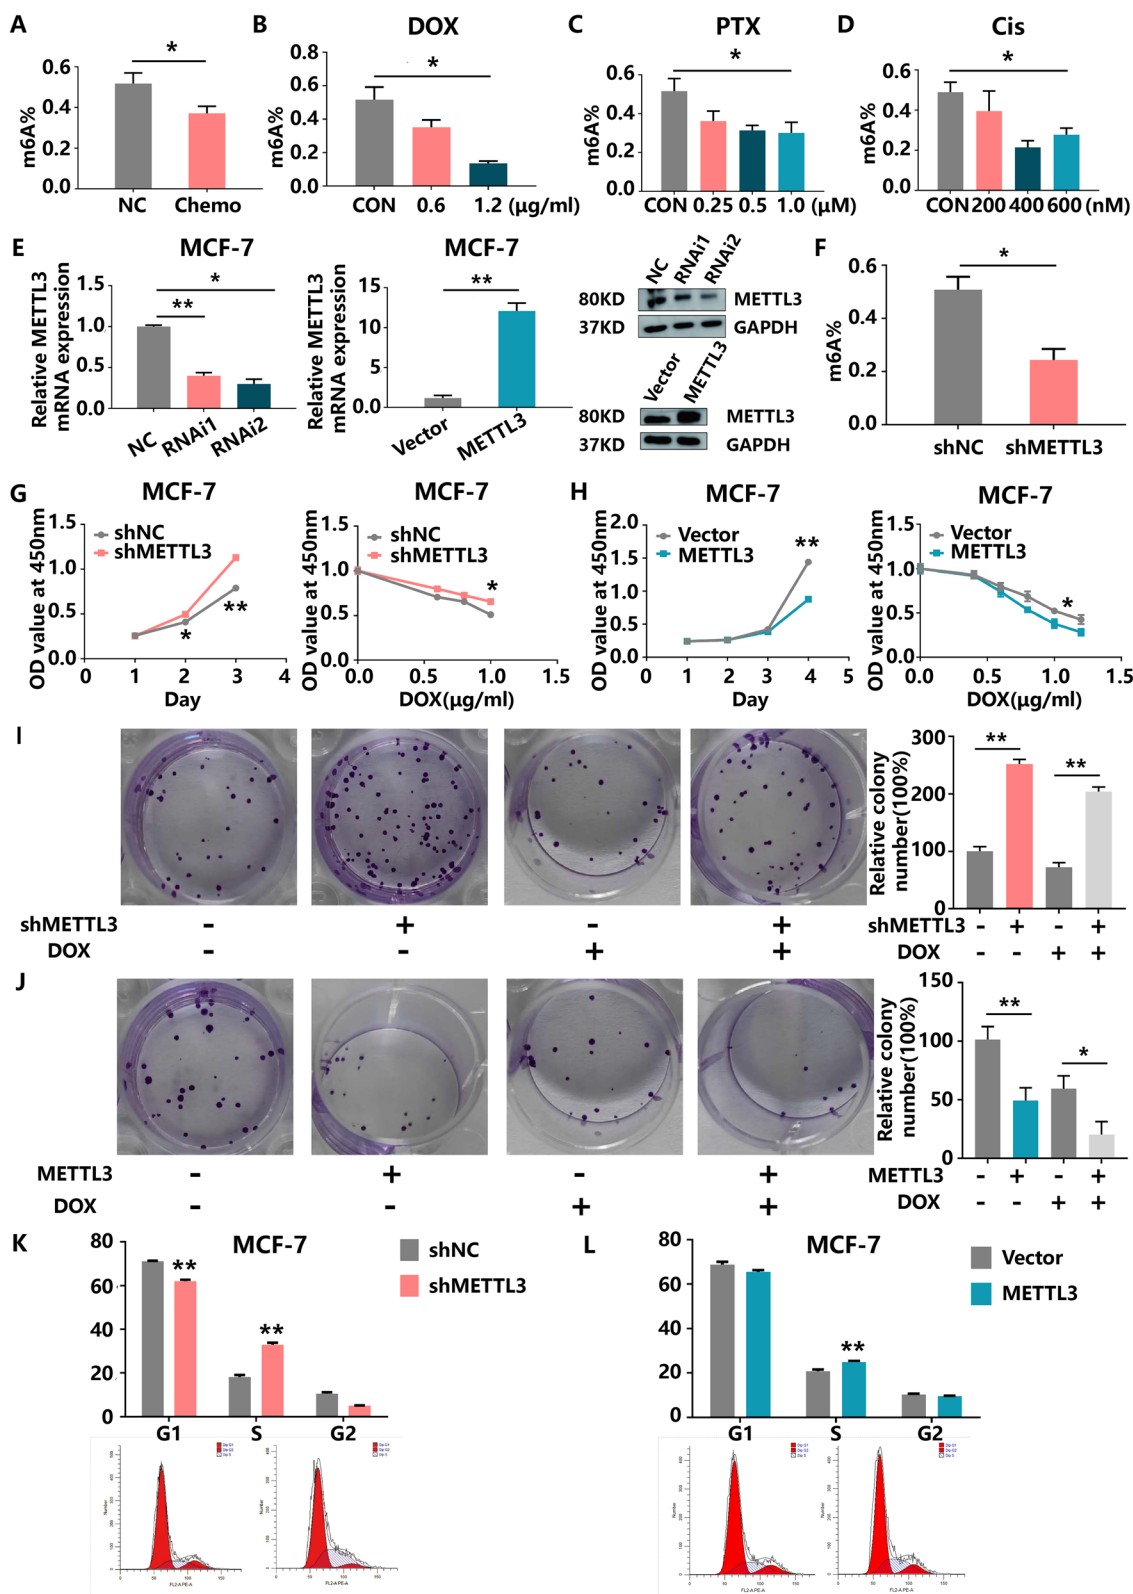 A
*
m6A%
0.6
0.4
0.2
0.0
NC Chemo
B
DOX
*
m6A%
0.8
0.6
0.4
0.2
0.0
CON 0.6 1.2 (μg/ml)
C
PTX
*
m6A%
0.6
0.4
0.2
0.0
CON 0.25 0.5 1.0 (μM)
D
Cis
*
m6A%
0.6
0.4
0.2
0.0
CON 200 400 600 (nM)
E
MCF-7
Relative METTL3
mRNA expression
1.5
1.0
0.5
0.0
*
**
NC RNAi1 RNAi2
MCF-7
Relative METTL3
mRNA expression
15
10
5
0
**
Vector METTL3
NC RNAi1 RNAi2
80KD METTL3
37KD GAPDH
Vector METTL3
80KD METTL3
37KD GAPDH
F
*
m6A%
0.6
0.4
0.2
0.0
shNC shMETTL3
G
MCF-7
OD value at 450nm
1.5
1.0
0.5
0.0
shNC
shMETTL3
*
**
0 1 2 3 4
Day
MCF-7
OD value at 450nm
1.5
1.0
0.5
0.0
shNC
shMETTL3
*
0.0 0.5 1.0 1.5
DOX(μg/ml)
H
MCF-7
OD value at 450nm
2.0
1.5
1.0
0.5
0.0
Vector
METTL3
**
0 1 2 3 4 5
Day
MCF-7
OD value at 450nm
1.5
1.0
0.5
0.0
Vector
METTL3
*
0.0 0.5 1.0 1.5
DOX(μg/ml)
I
shMETTL3 - + - +
DOX - - + +
Relative colony
number(100%)
300
200
100
0
**
**
shMETTL3 - + - +
DOX - - + +
J
METTL3 - + - +
DOX - - + +
Relative colony
number(100%)
150
100
50
0
**
*
METTL3 - + - +
DOX - - + +
K
MCF-7
80
60
40
20
0
**
**
G1 S G2
shNC
shMETTL3
L
MCF-7
80
60
40
20
0
**
G1 S G2
Vector
METTL3